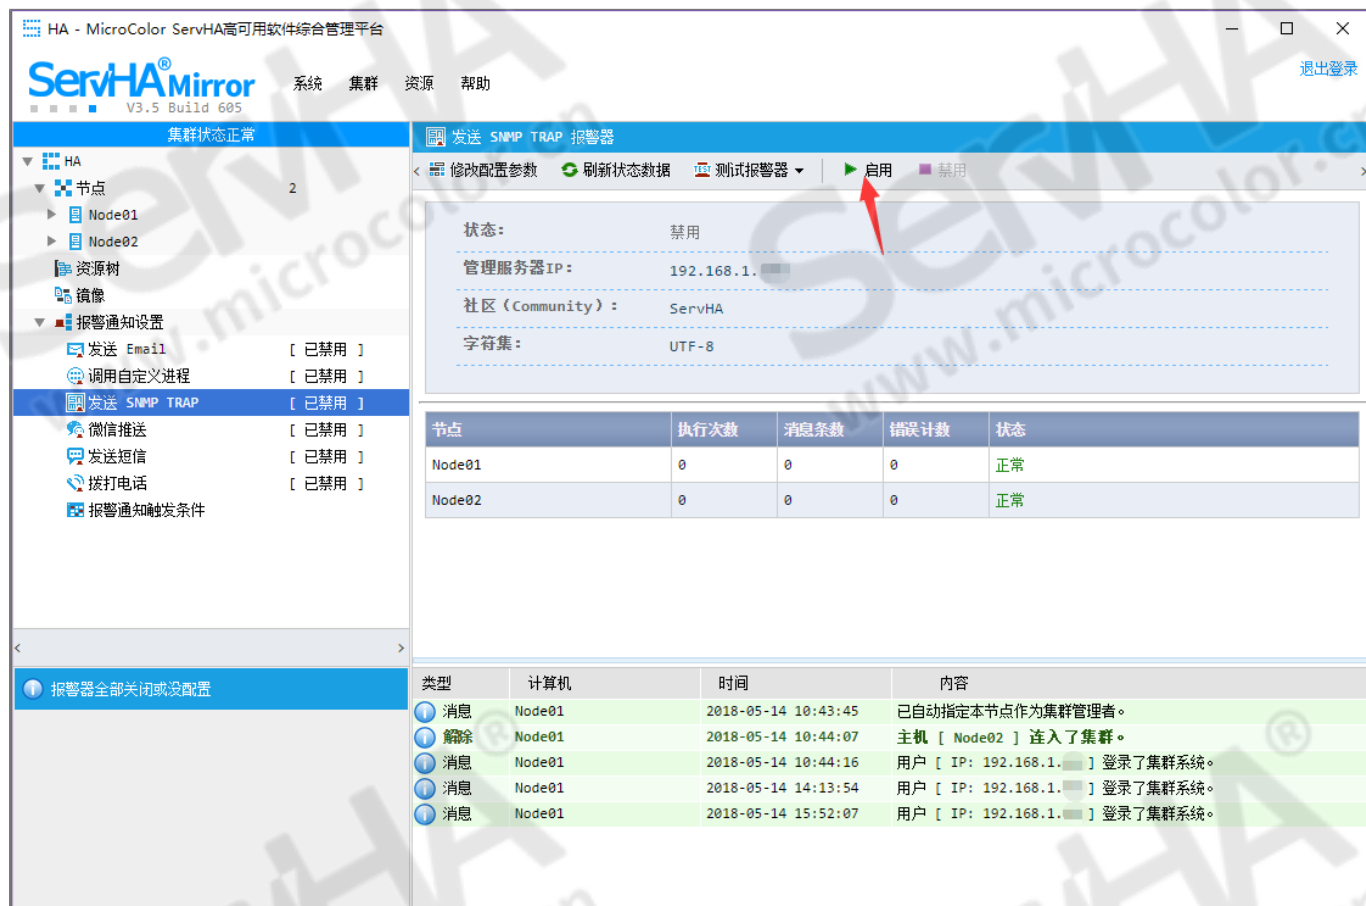 HA - MicroColor ServHA高可用软件综合管理平台
退出登录
ServHA® Mirror
V3.5 Build 605
系统 集群 资源 帮助
集群状态正常
HA
节点 2
Node01
Node02
资源树
镜像
报警通知设置
发送 Email [ 已禁用 ]
调用自定义进程 [ 已禁用 ]
发送 SNMP TRAP [ 已禁用 ]
微信推送 [ 已禁用 ]
发送短信 [ 已禁用 ]
拨打电话 [ 已禁用 ]
报警通知触发条件
报警器全部关闭或没配置
发送 SNMP TRAP 报警器
修改配置参数 刷新状态数据 TEST 测试报警器 启用 禁用
状态: 禁用
管理服务器IP: 192.168.1.
社区（Community）: ServHA
字符集: UTF-8
节点 执行次数 消息条数 错误计数 状态
Node01 0 0 0 正常
Node02 0 0 0 正常
类型 计算机 时间 内容
消息 Node01 2018-05-14 10:43:45 已自动指定本节点作为集群管理者。
解除 Node01 2018-05-14 10:44:07 主机 [ Node02 ] 连入了集群。
消息 Node01 2018-05-14 10:44:16 用户 [ IP: 192.168.1. ] 登录了集群系统。
消息 Node01 2018-05-14 14:13:54 用户 [ IP: 192.168.1. ] 登录了集群系统。
消息 Node01 2018-05-14 15:52:07 用户 [ IP: 192.168.1. ] 登录了集群系统。
ServHA®
www.microcolor.cn